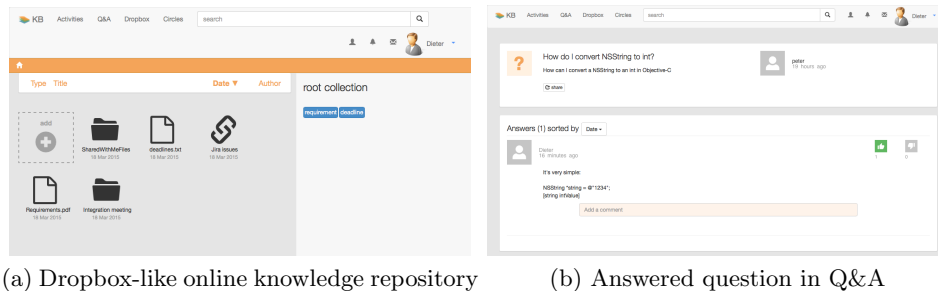 KB Activities Q&A Dropbox Circles search
Dieter
Type Title Date ▼ Author
root collection
requirement deadline
add
SharedWithMeFiles deadlines.txt Jira issues
18 Mar 2015 18 Mar 2015 18 Mar 2015
Requirements.pdf Integration meeting
18 Mar 2015 18 Mar 2015
(a) Dropbox-like online knowledge repository
KB Activities Q&A Dropbox Circles search Dieter
? How do I convert NSString to int?
How can I convert a NSString to an int in Objective-C
share
peter
18 hours ago
Answers (1) sorted by Date
Dieter
16 minutes ago
1 0
It's very simple:
NSString *string = @"1234";
[string intValue]
Add a comment
(b) Answered question in Q&A